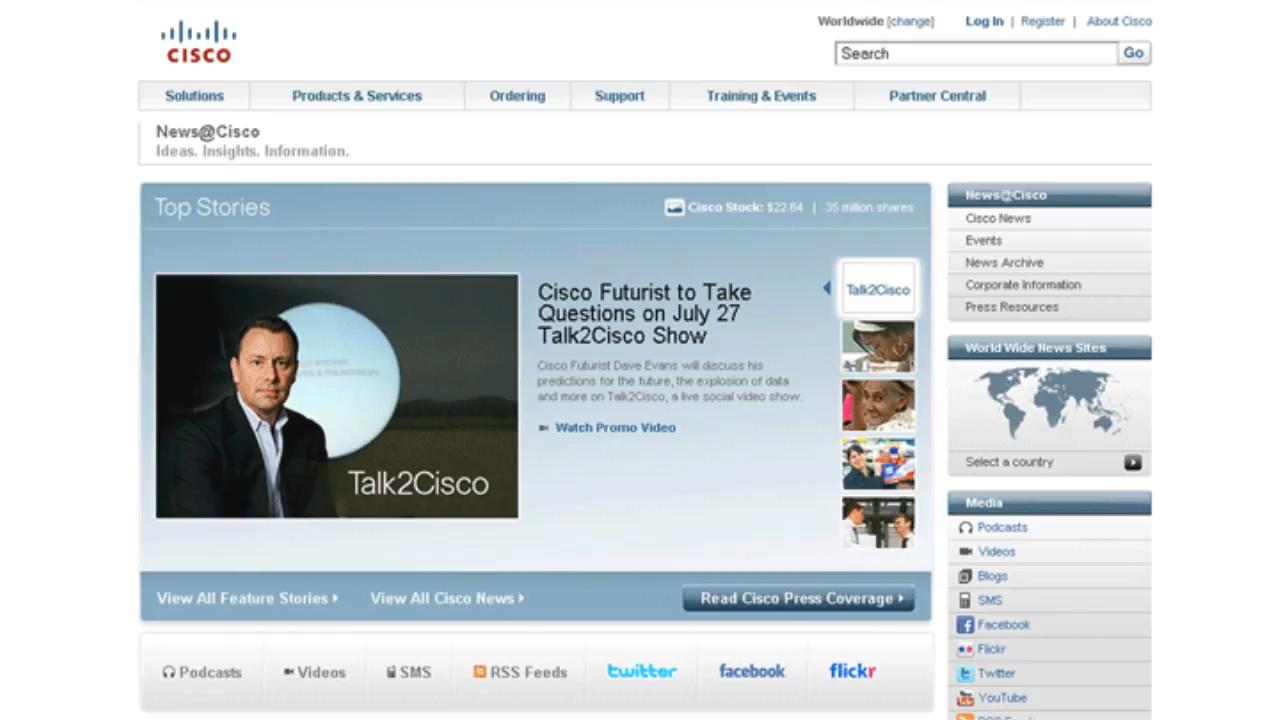 Worldwide [change] Log In | Register | About Cisco
CISCO
Search Go
Solutions Products & Services Ordering Support Training & Events Partner Central
News@Cisco
Ideas. Insights. Information.
Top Stories
Cisco Stock: $22.64 | 35 million shares
Talk2Cisco
Cisco Futurist to Take
Questions on July 27
Talk2Cisco Show
Cisco Futurist Dave Evans will discuss his
predictions for the future, the explosion of data
and more on Talk2Cisco, a live social video show.
Watch Promo Video
Talk2Cisco
View All Feature Stories
View All Cisco News
Read Cisco Press Coverage
Podcasts Videos SMS RSS Feeds twitter facebook flickr
News@Cisco
Cisco News
Events
News Archive
Corporate Information
Press Resources
World Wide News Sites
Select a country
Media
Podcasts
Videos
Blogs
SMS
Facebook
Flickr
Twitter
YouTube